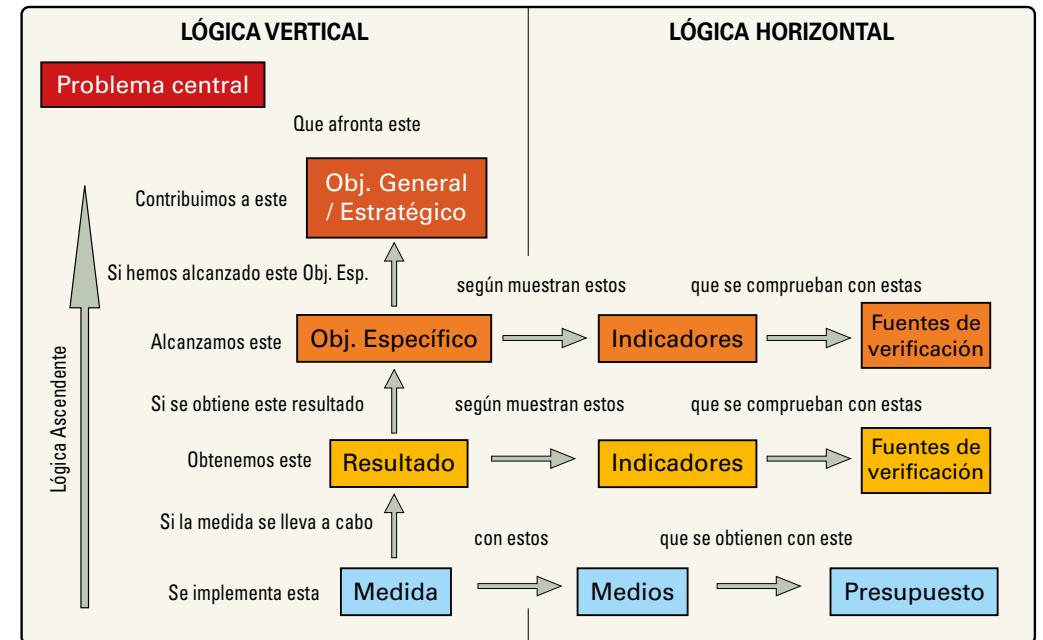 LÓGICA VERTICAL
LÓGICA HORIZONTAL
Problema central
Que afronta este
Contribuimos a este
Obj. General
/ Estratégico
Si hemos alcanzado este Obj. Esp.
según muestran estos
que se comprueban con estas
Alcanzamos este
Obj. Específico
Indicadores
Fuentes de
verificación
Si se obtiene este resultado
según muestran estos
que se comprueban con estas
Obtenemos este
Resultado
Indicadores
Fuentes de
verificación
Si la medida se lleva a cabo
con estos
que se obtienen con este
Se implementa esta
Medida
Medios
Presupuesto
Lógica Ascendente